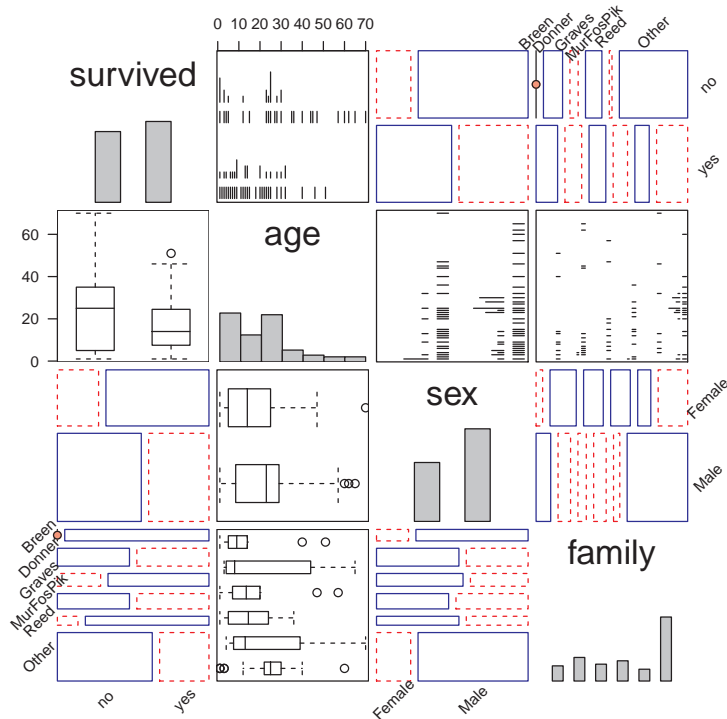 0 10 20 30 40 50 60 70
Breen
Donner
Graves
MurFosPik
Reed
Other
survived
no
yes
0 20 40 60
age
sex
Female
Male
Breen
Donner
Graves
MurFosPik
Reed
Other
family
no
yes
Female
Male